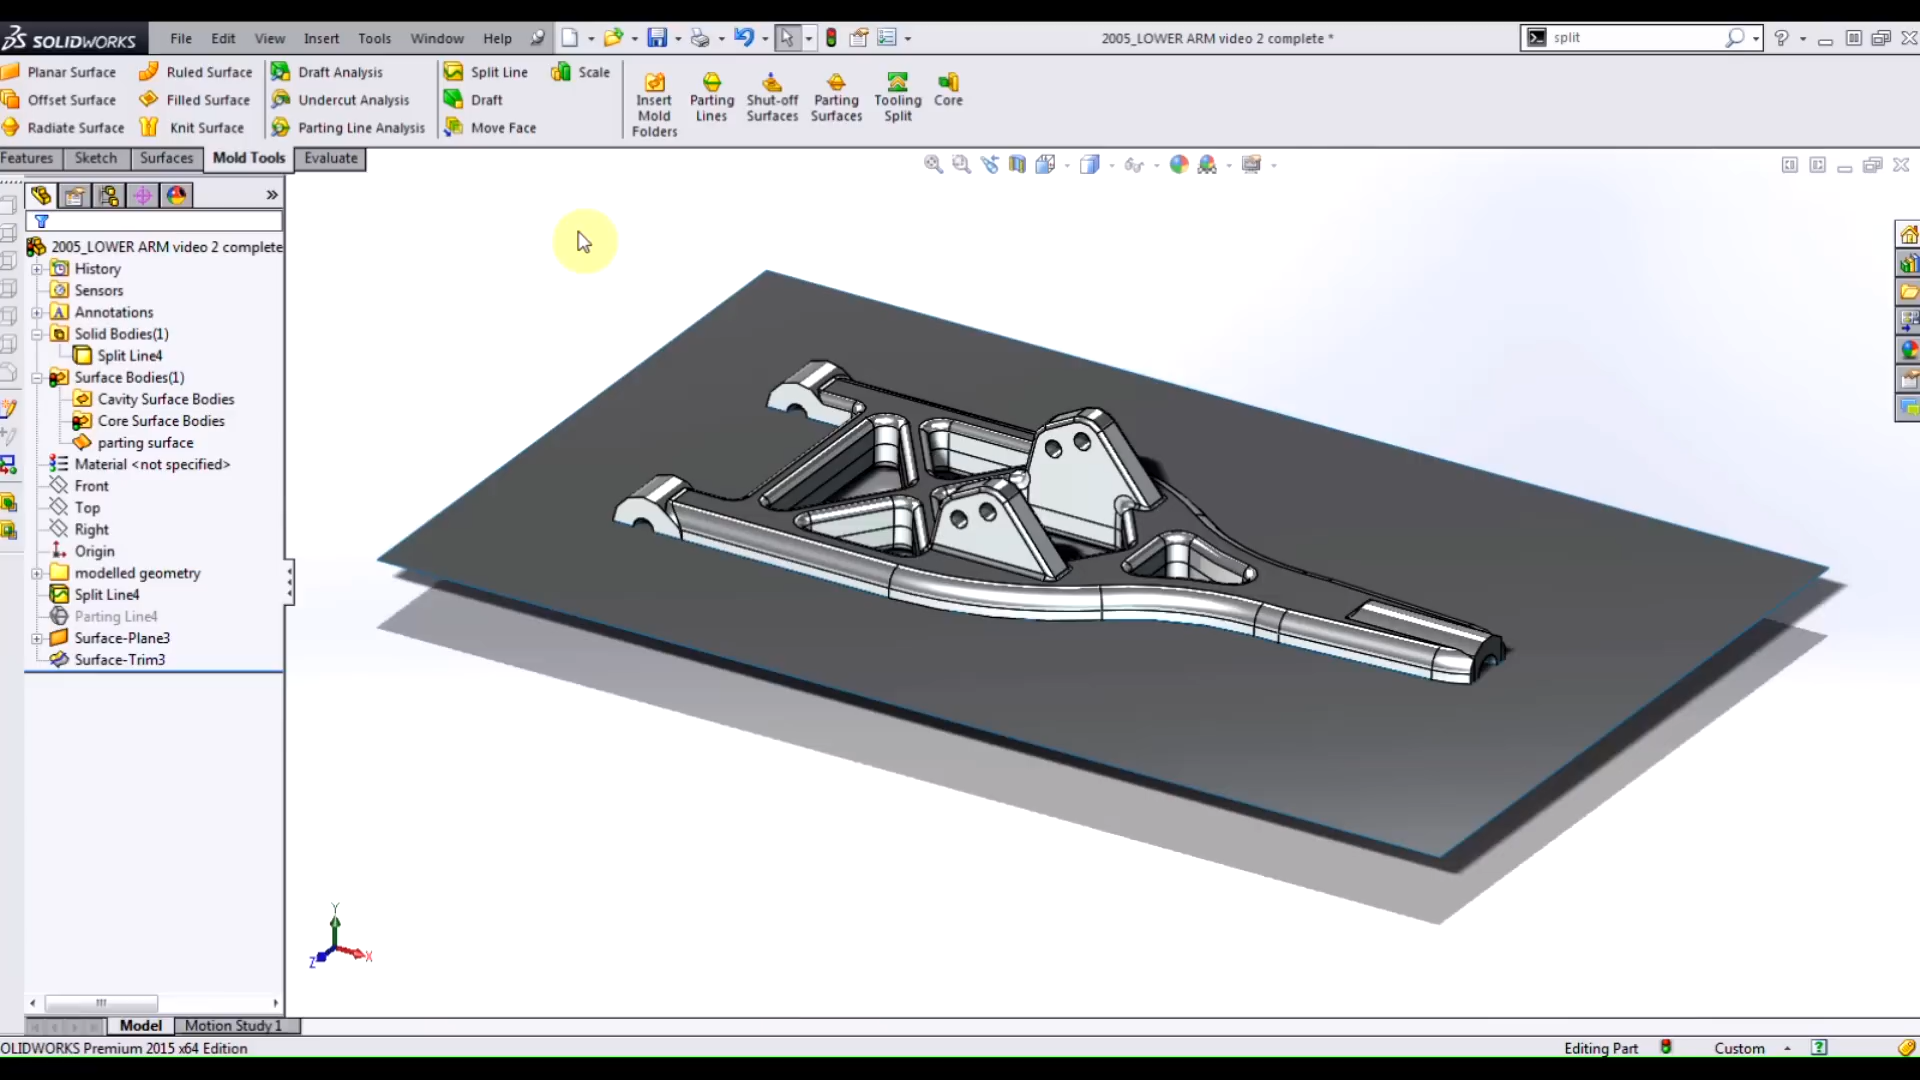 SOLIDWORKS File Edit View Insert Tools Window Help 2005_LOWER ARM video 2 complete * split
Planar Surface Ruled Surface Draft Analysis Split Line Scale
Offset Surface Filled Surface Undercut Analysis Draft
Radiate Surface Knit Surface Parting Line Analysis Move Face
Insert Mold Folders
Parting Lines
Shut-off Surfaces
Parting Surfaces
Tooling Split
Core
Features Sketch Surfaces Mold Tools Evaluate
2005_LOWER ARM video 2 complete
History
Sensors
Annotations
Solid Bodies(1)
Split Line4
Surface Bodies(1)
Cavity Surface Bodies
Core Surface Bodies
parting surface
Material <not specified>
Front
Top
Right
Origin
modelled geometry
Split Line4
Parting Line4
Surface-Plane3
Surface-Trim3
Y
Z X
Model Motion Study 1
OLIDWORKS Premium 2015 x64 Edition Editing Part Custom